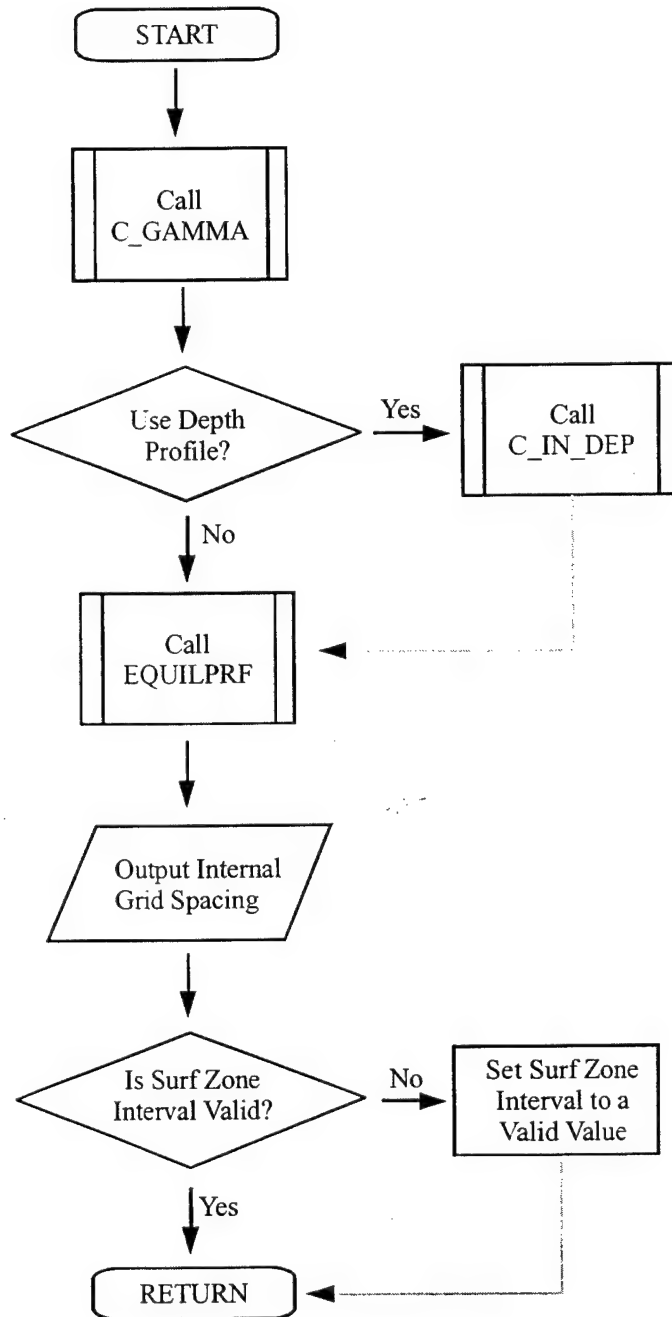 START
Call
C_GAMMA
Use Depth
Profile?
Yes
Call
C_IN_DEP
No
Call
EQUILPRF
Output Internal
Grid Spacing
Is Surf Zone
Interval Valid?
No
Set Surf Zone
Interval to a
Valid Value
Yes
RETURN